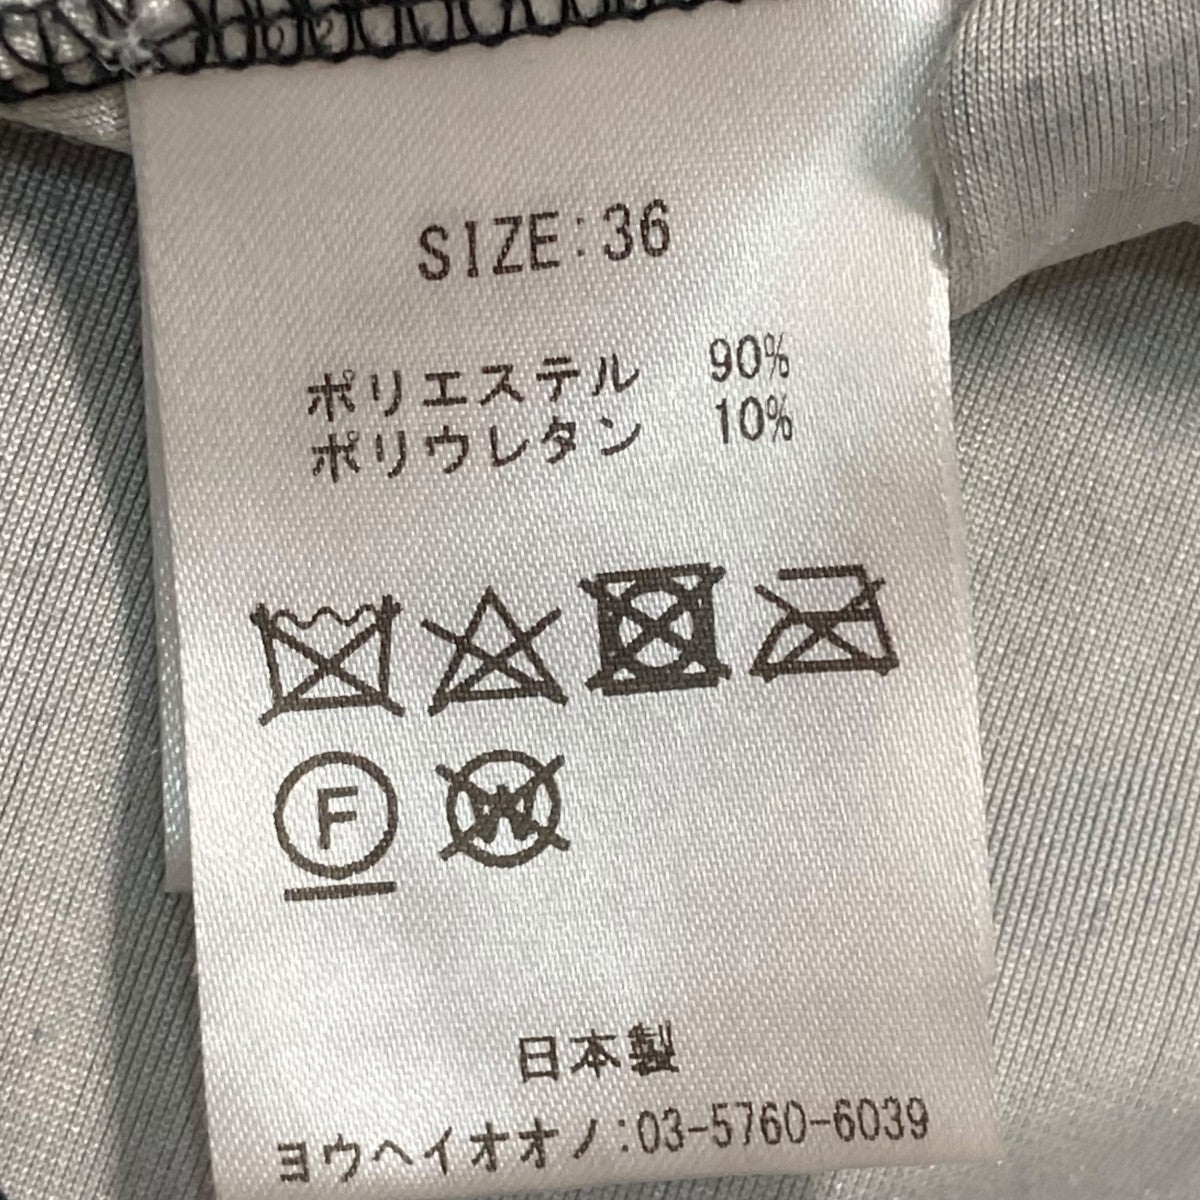 SIZE:36
ポリエステル 90%
ポリウレタン 10%
F
W
日本製
ヨウヘイオオノ:03-5760-6039